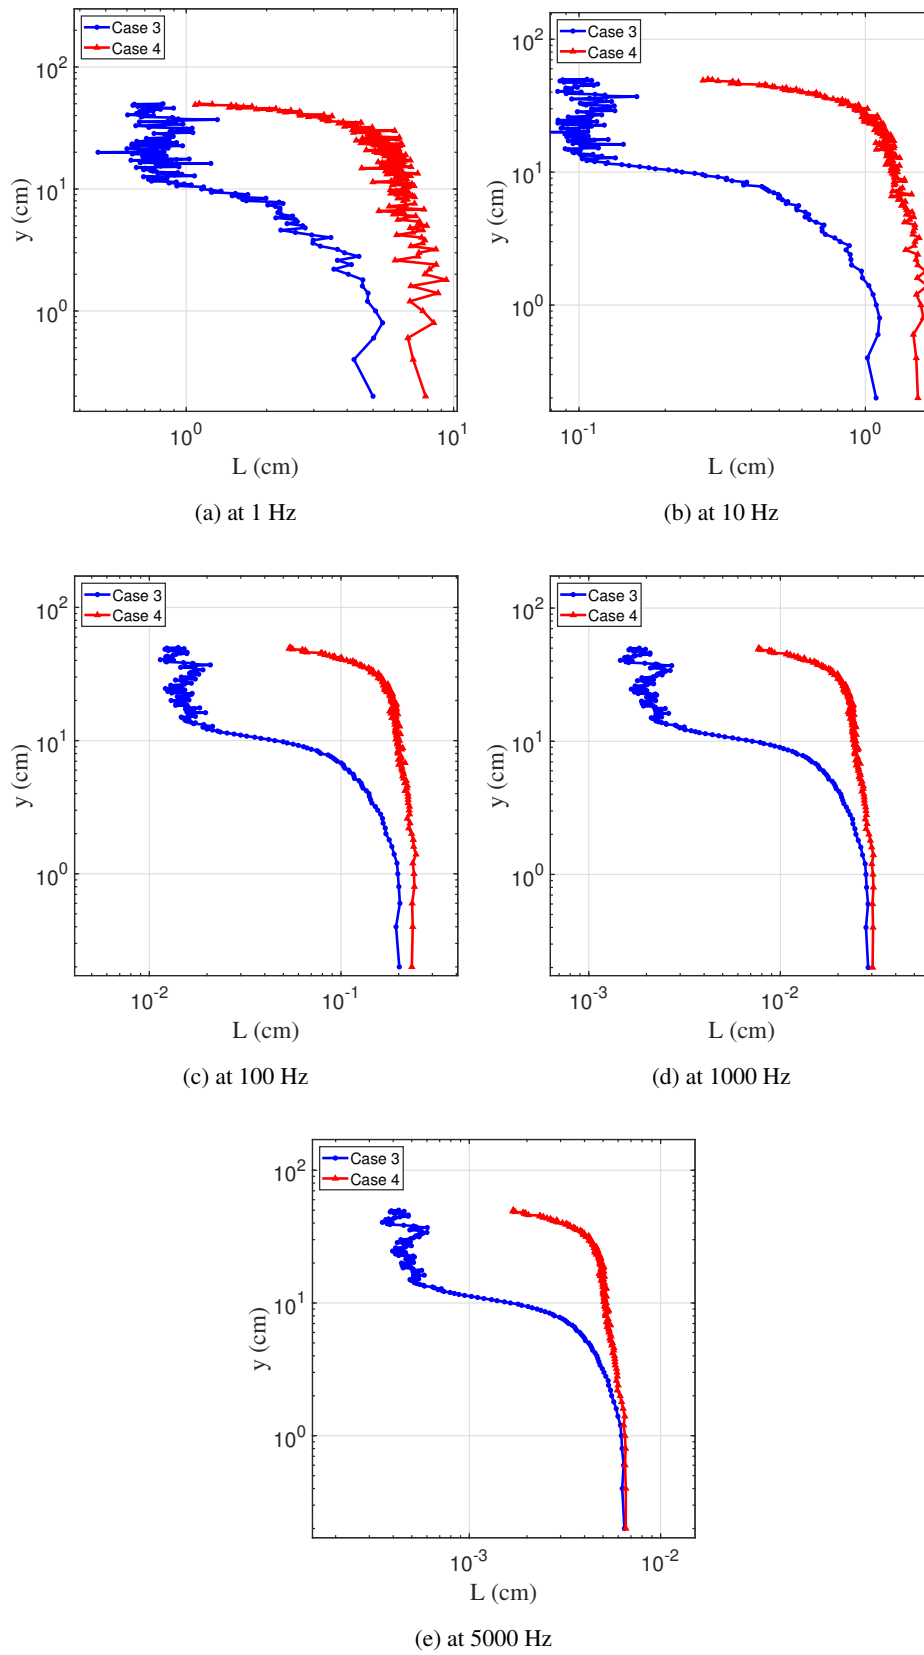 Case 3
Case 4
10^2
10^1
10^0
y (cm)
10^0
10^1
L (cm)
(a) at 1 Hz
Case 3
Case 4
10^2
10^1
10^0
y (cm)
10^-1
10^0
L (cm)
(b) at 10 Hz
Case 3
Case 4
10^2
10^1
10^0
y (cm)
10^-2
10^-1
L (cm)
(c) at 100 Hz
Case 3
Case 4
10^2
10^1
10^0
y (cm)
10^-3
10^-2
L (cm)
(d) at 1000 Hz
Case 3
Case 4
10^2
10^1
10^0
y (cm)
10^-3
10^-2
L (cm)
(e) at 5000 Hz